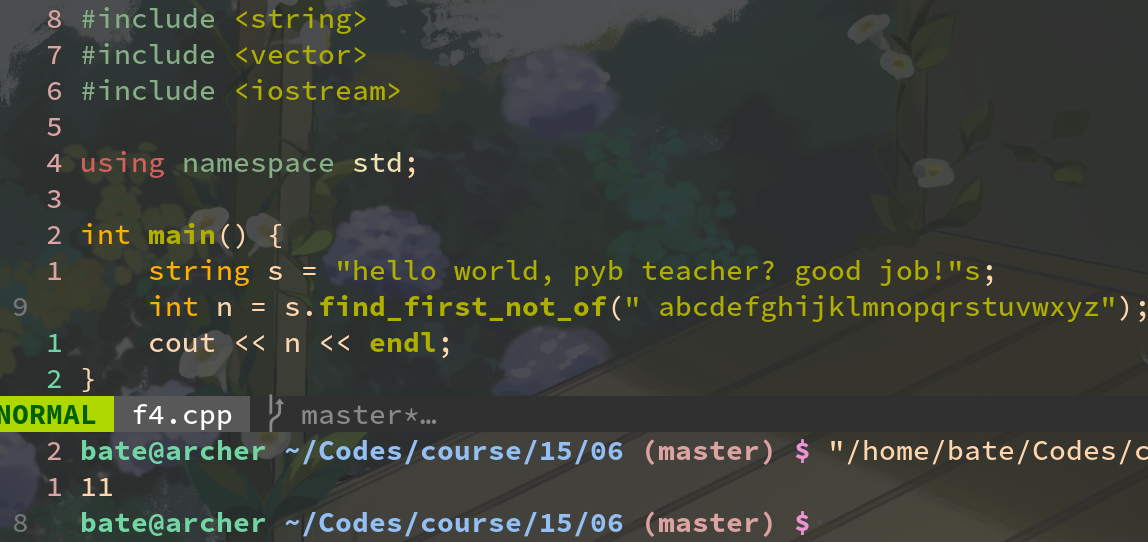 8 #include <string>
7 #include <vector>
6 #include <iostream>
5
4 using namespace std;
3
2 int main() {
1     string s = "hello world, pyb teacher? good job!"s;
9     int n = s.find_first_not_of(" abcdefghijklmnopqrstuvwxyz");
1     cout << n << endl;
2 }
NORMAL f4.cpp master*…
2 bate@archer ~/Codes/course/15/06 (master) $ "/home/bate/Codes/c
1 11
8 bate@archer ~/Codes/course/15/06 (master) $